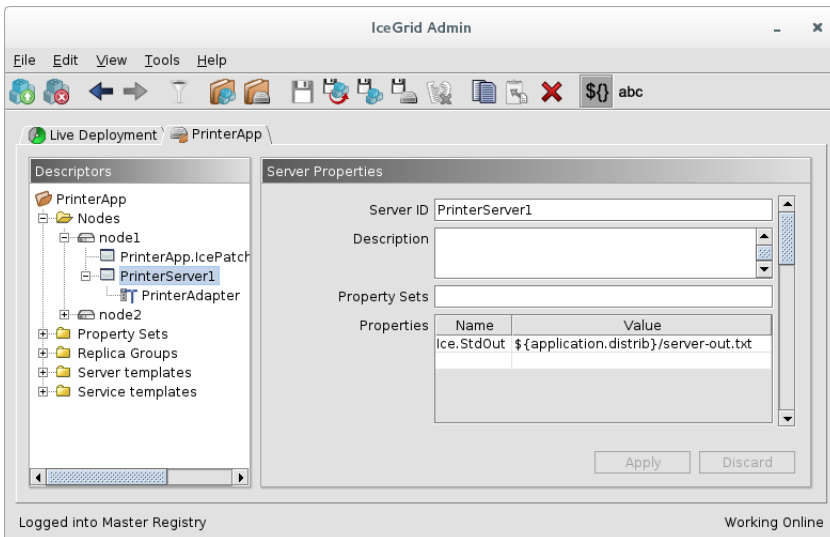 IceGrid Admin
File Edit View Tools Help
${} abc
Live Deployment PrinterApp
Descriptors
PrinterApp
Nodes
node1
PrinterApp.IcePatch
PrinterServer1
PrinterAdapter
node2
Property Sets
Replica Groups
Server templates
Service templates
Server Properties
Server ID PrinterServer1
Description
Property Sets
Properties Name Value
Ice.StdOut ${application.distrib}/server-out.txt
Apply Discard
Logged into Master Registry Working Online